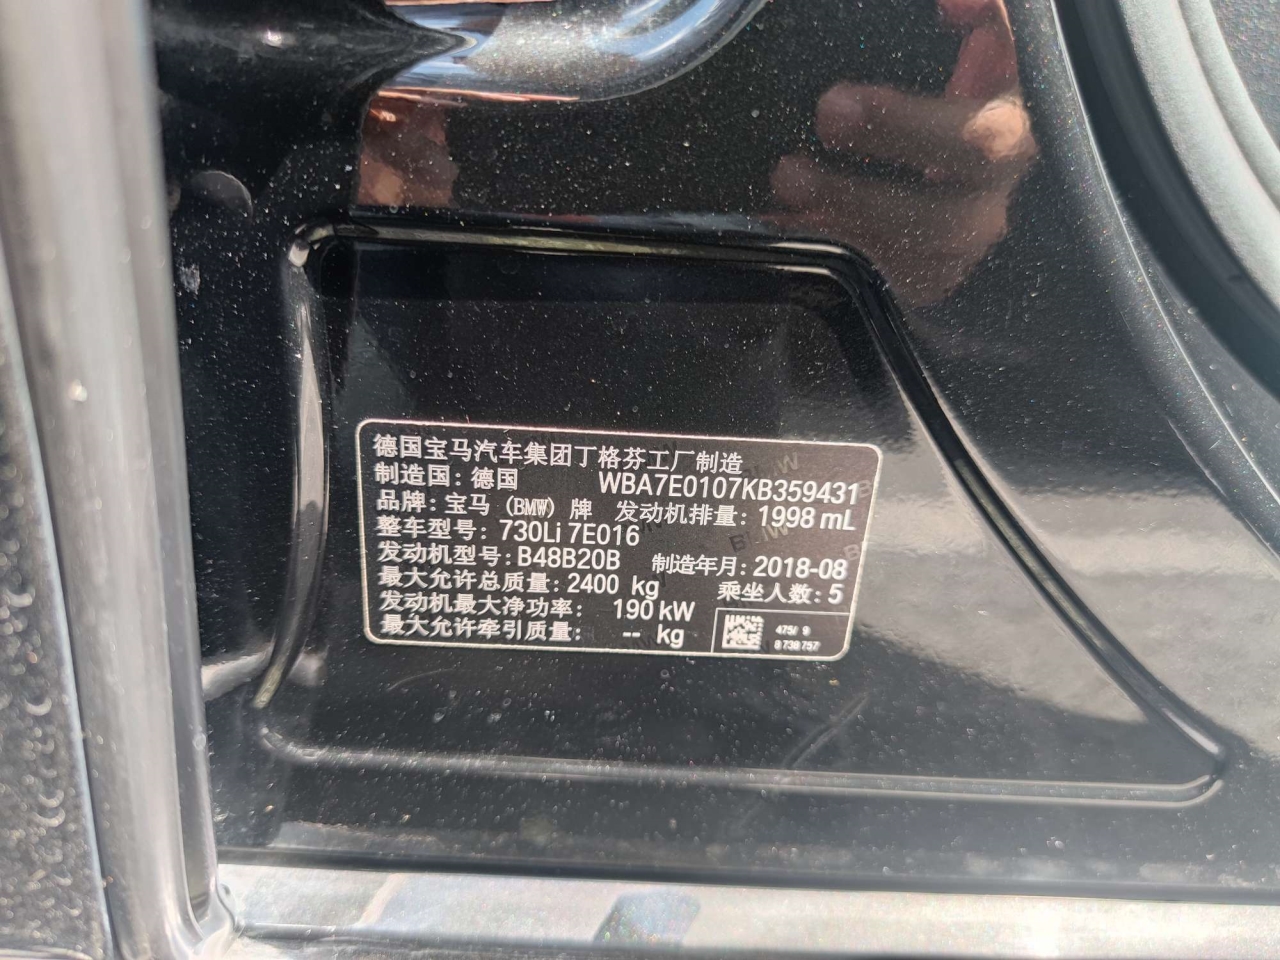 德国宝马汽车集团丁格芬工厂制造
制造国: 德国 WBA7E0107KB359431
品牌: 宝马 (BMW) 牌 发动机排量: 1998 mL
整车型号: 730Li 7E016
发动机型号: B48B20B 制造年月: 2018-08
最大允许总质量: 2400 kg 乘坐人数: 5
发动机最大净功率: 190 kW
最大允许牵引质量: -- kg
8 738 757